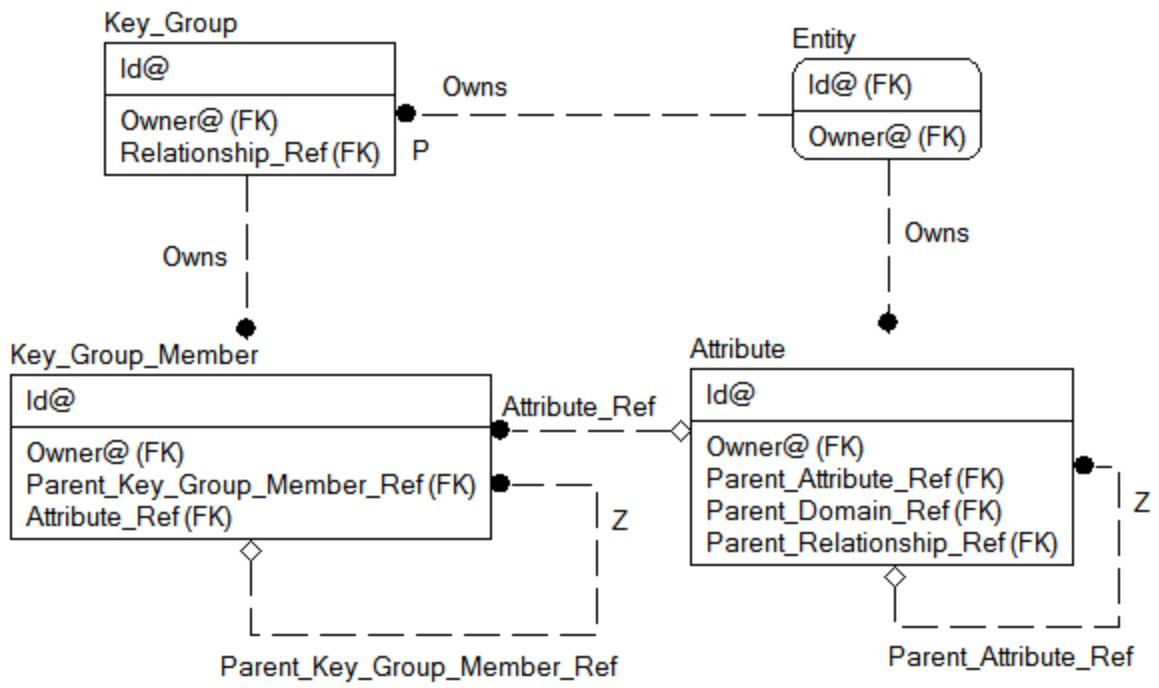 Key_Group
Id@
Owner@ (FK)
Relationship_Ref (FK)
Owns
P
Entity
Id@ (FK)
Owner@ (FK)
Owns
Owns
Key_Group_Member
Id@
Owner@ (FK)
Parent_Key_Group_Member_Ref (FK)
Attribute_Ref (FK)
Attribute_Ref
Z
Parent_Key_Group_Member_Ref
Attribute
Id@
Owner@ (FK)
Parent_Attribute_Ref (FK)
Parent_Domain_Ref (FK)
Parent_Relationship_Ref (FK)
Z
Parent_Attribute_Ref